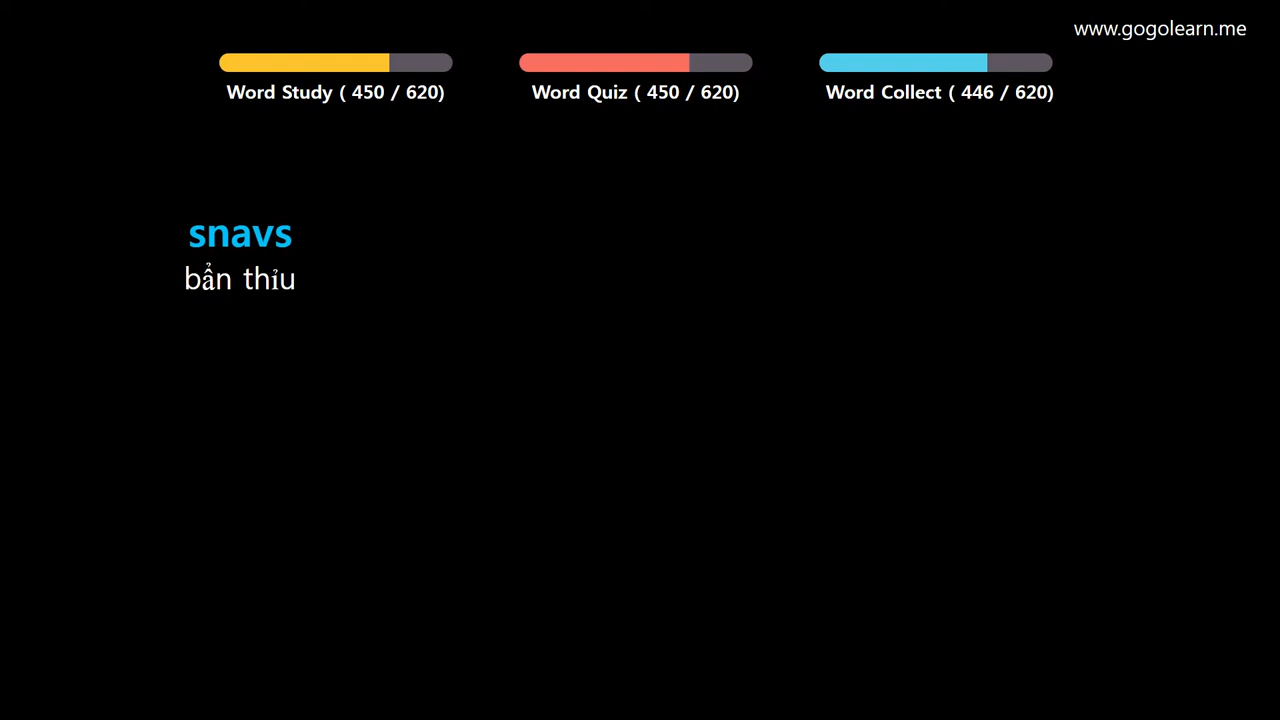 www.gogolearn.me
Word Study ( 450 / 620)
Word Quiz ( 450 / 620)
Word Collect ( 446 / 620)
snavs
bẩn thỉu